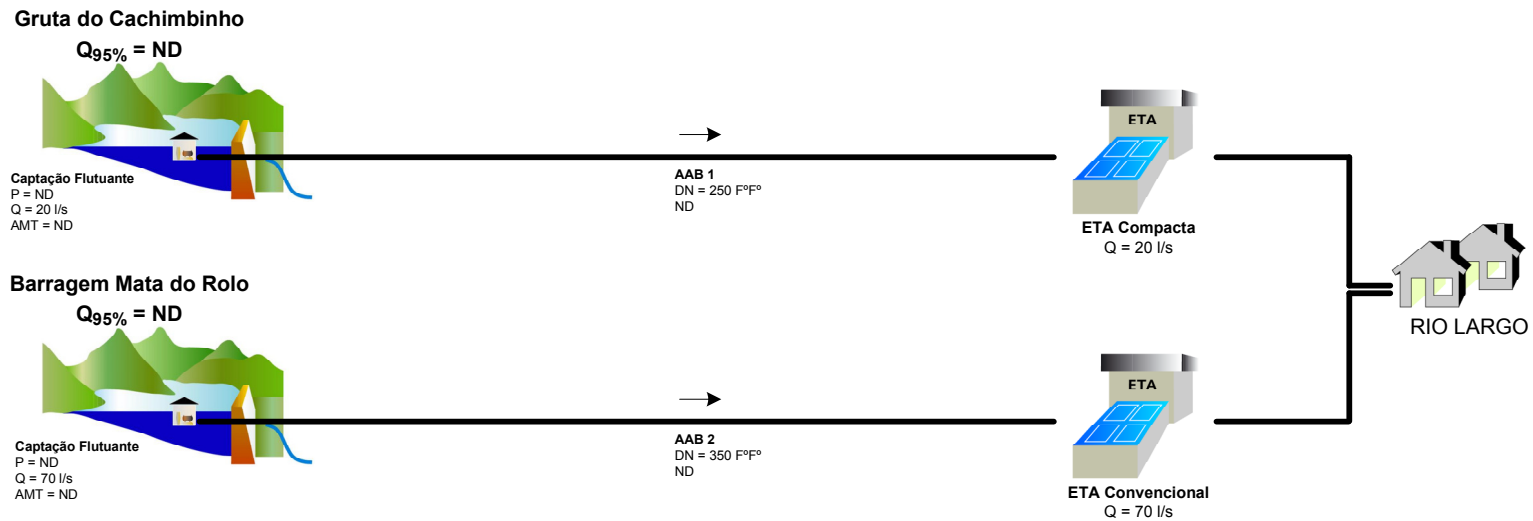 Gruta do Cachimbinho
Q95% = ND
Captação Flutuante
P = ND
Q = 20 l/s
AMT = ND
AAB 1
DN = 250 FºFº
ND
ETA
ETA Compacta
Q = 20 l/s
Barragem Mata do Rolo
Q95% = ND
Captação Flutuante
P = ND
Q = 70 l/s
AMT = ND
AAB 2
DN = 350 FºFº
ND
ETA
ETA Convencional
Q = 70 l/s
RIO LARGO